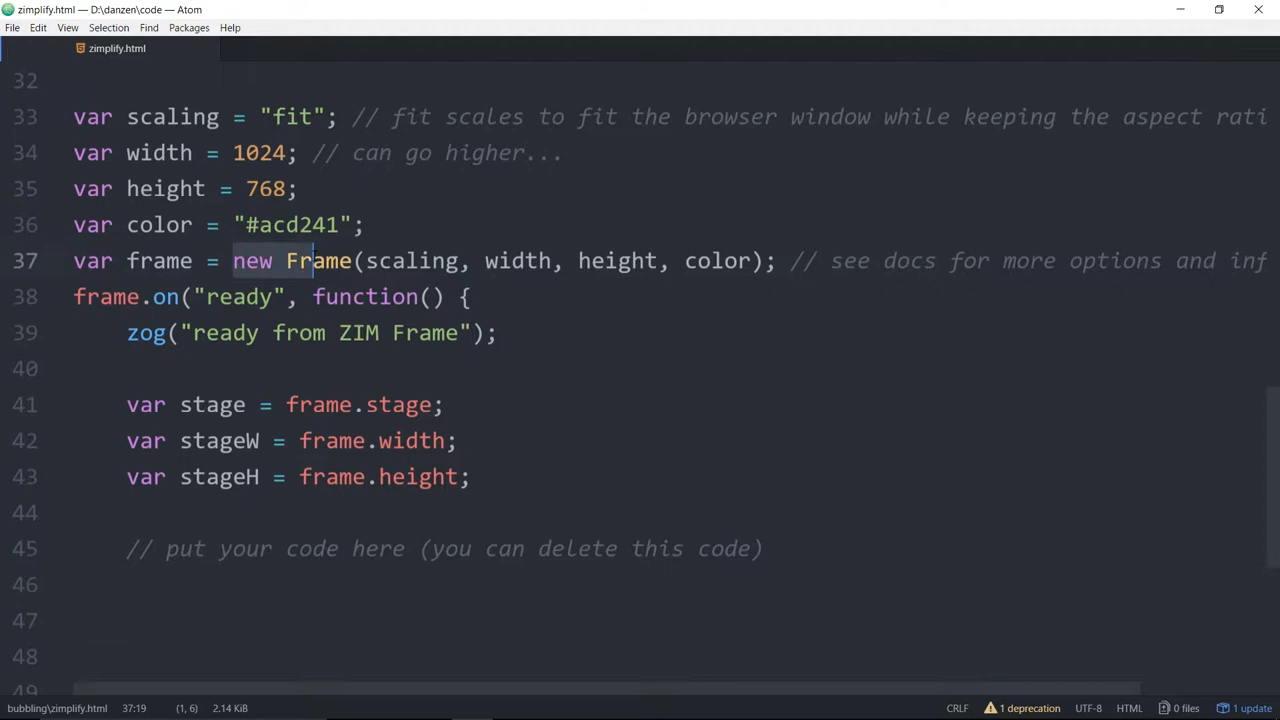 zimplify.html — D:\danzen\code — Atom
File Edit View Selection Find Packages Help
zimplify.html
32
33 var scaling = "fit"; // fit scales to fit the browser window while keeping the aspect rati
34 var width = 1024; // can go higher...
35 var height = 768;
36 var color = "#acd241";
37 var frame = new Frame(scaling, width, height, color); // see docs for more options and inf
38 frame.on("ready", function() {
39 zog("ready from ZIM Frame");
40
41 var stage = frame.stage;
42 var stageW = frame.width;
43 var stageH = frame.height;
44
45 // put your code here (you can delete this code)
46
47
48
49
bubbling\zimplify.html 37:19 (1, 6) 2.14 KiB CRLF 1 deprecation UTF-8 HTML 0 files 1 update